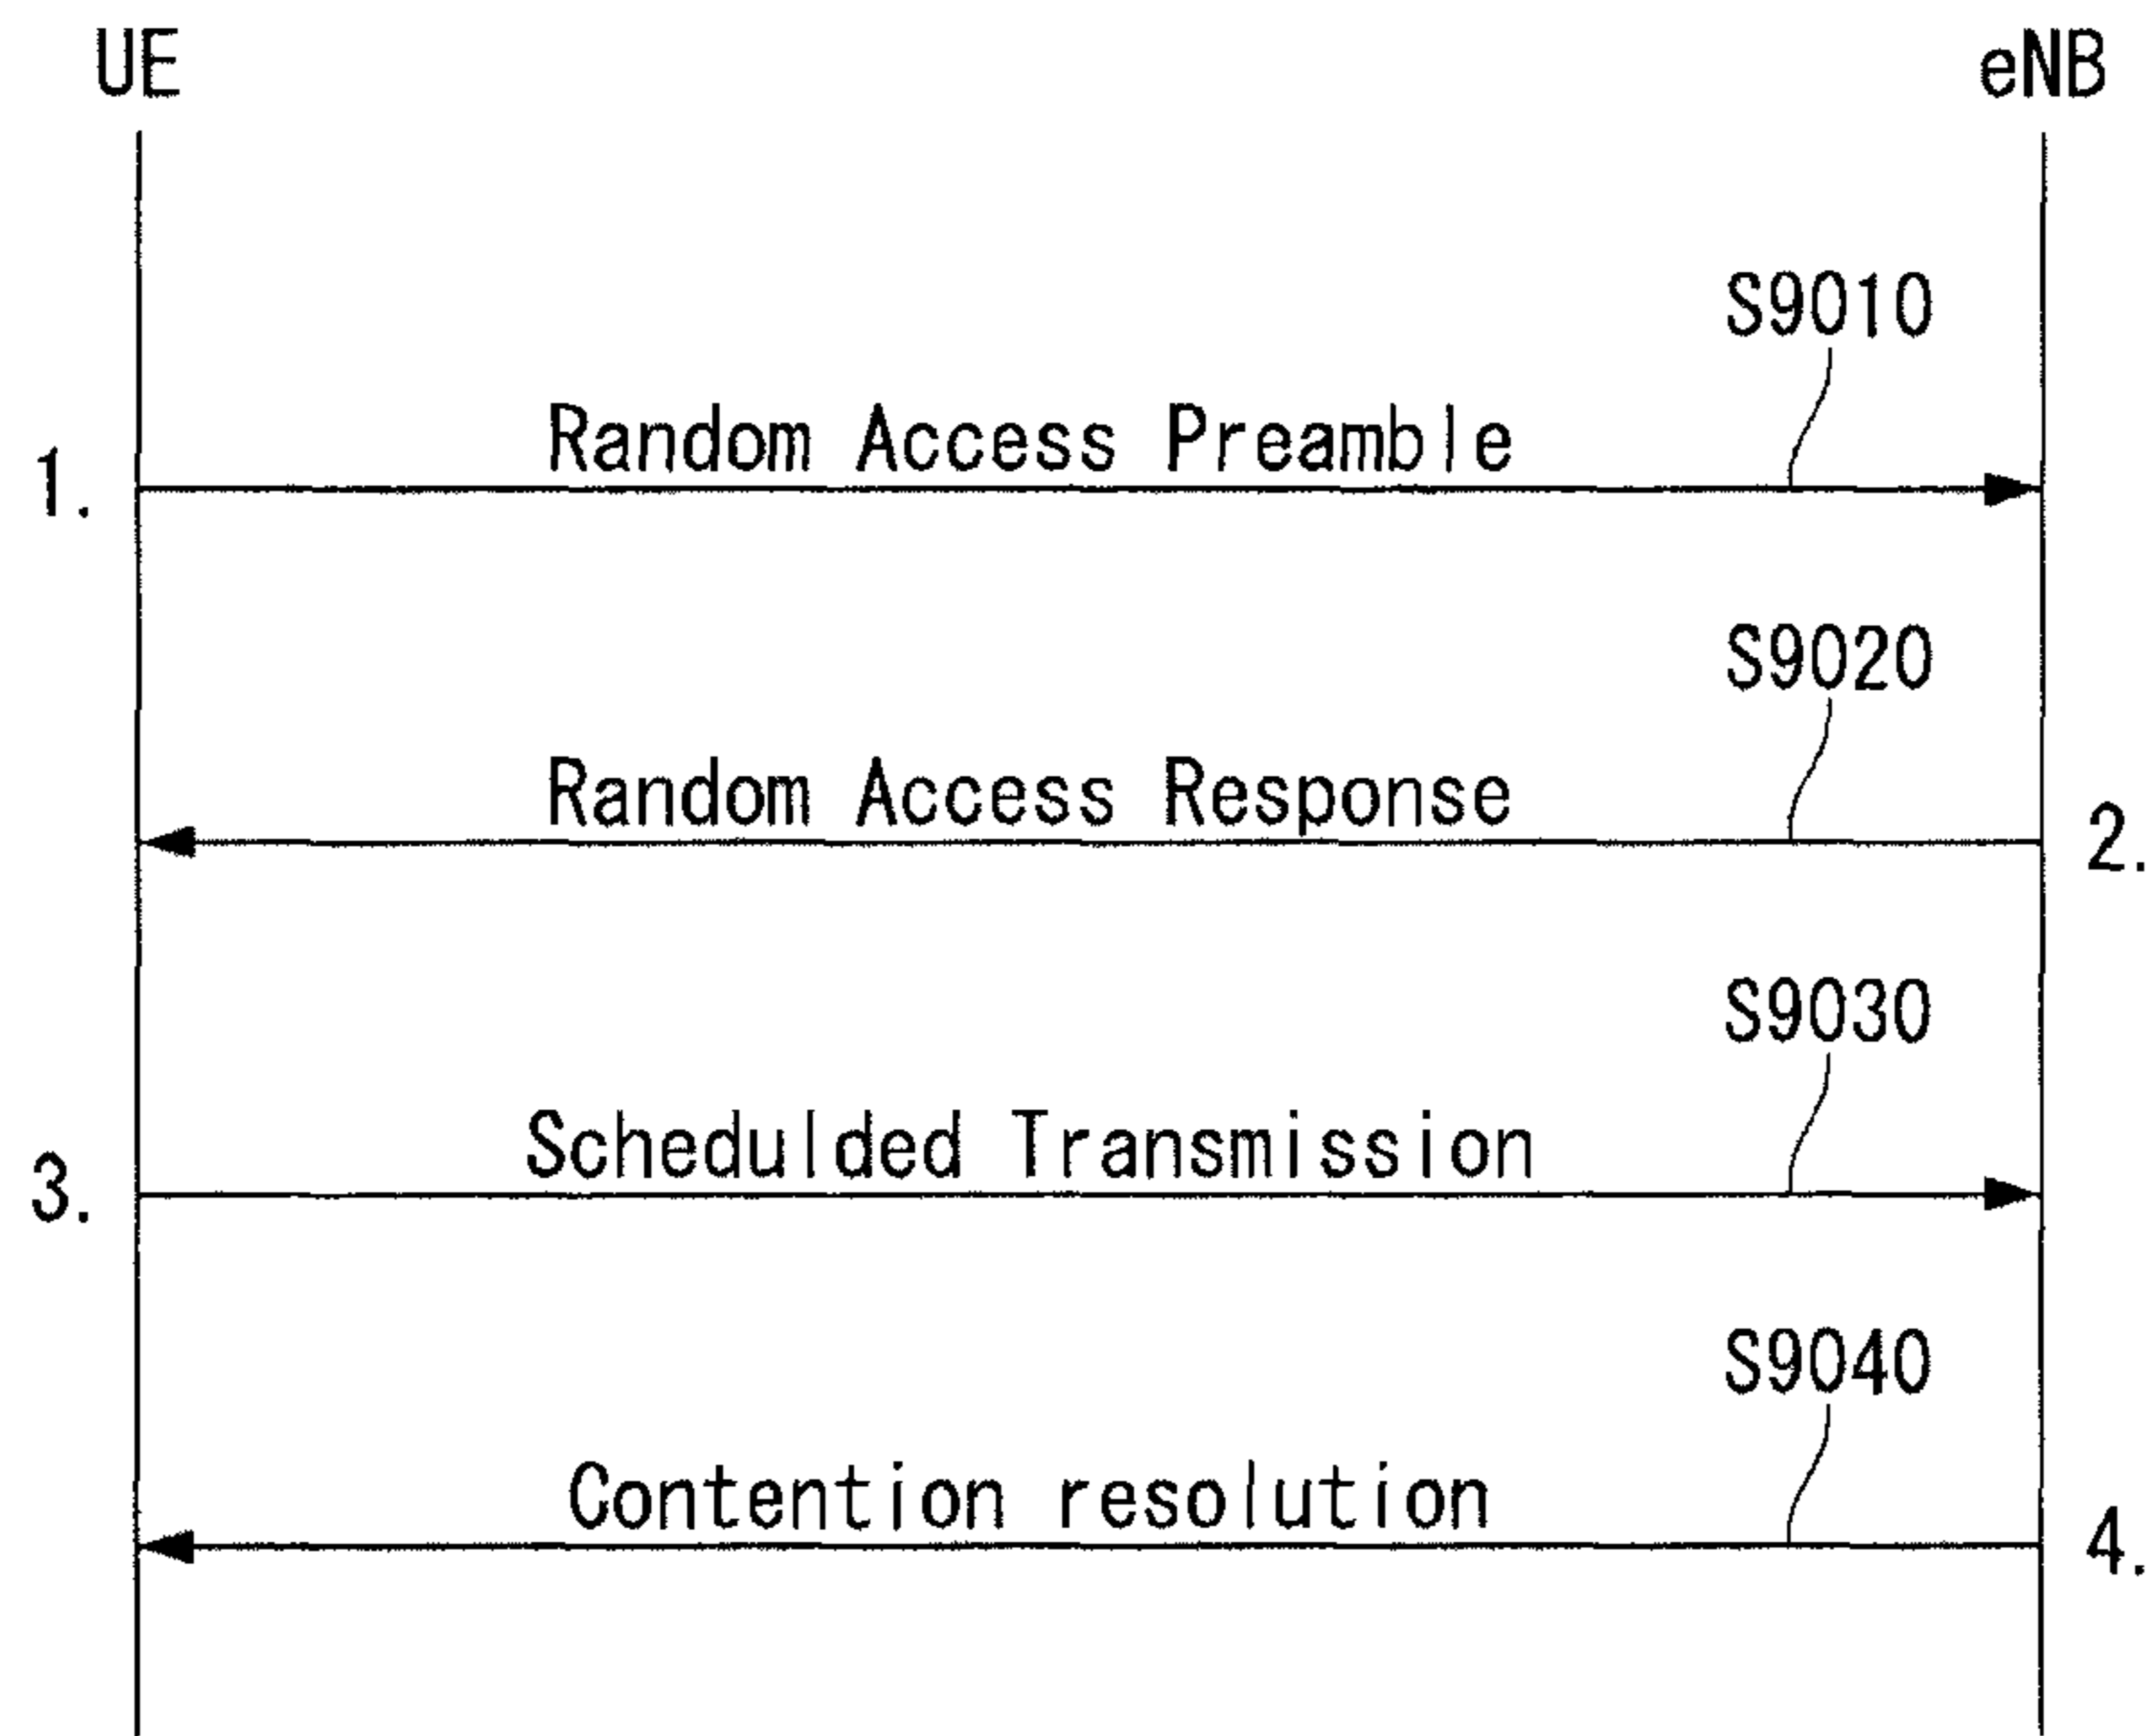 UE eNB
S9010
1. Random Access Preamble
S9020
Random Access Response 2.
S9030
3. Schedulded Transmission
S9040
Contention resolution 4.